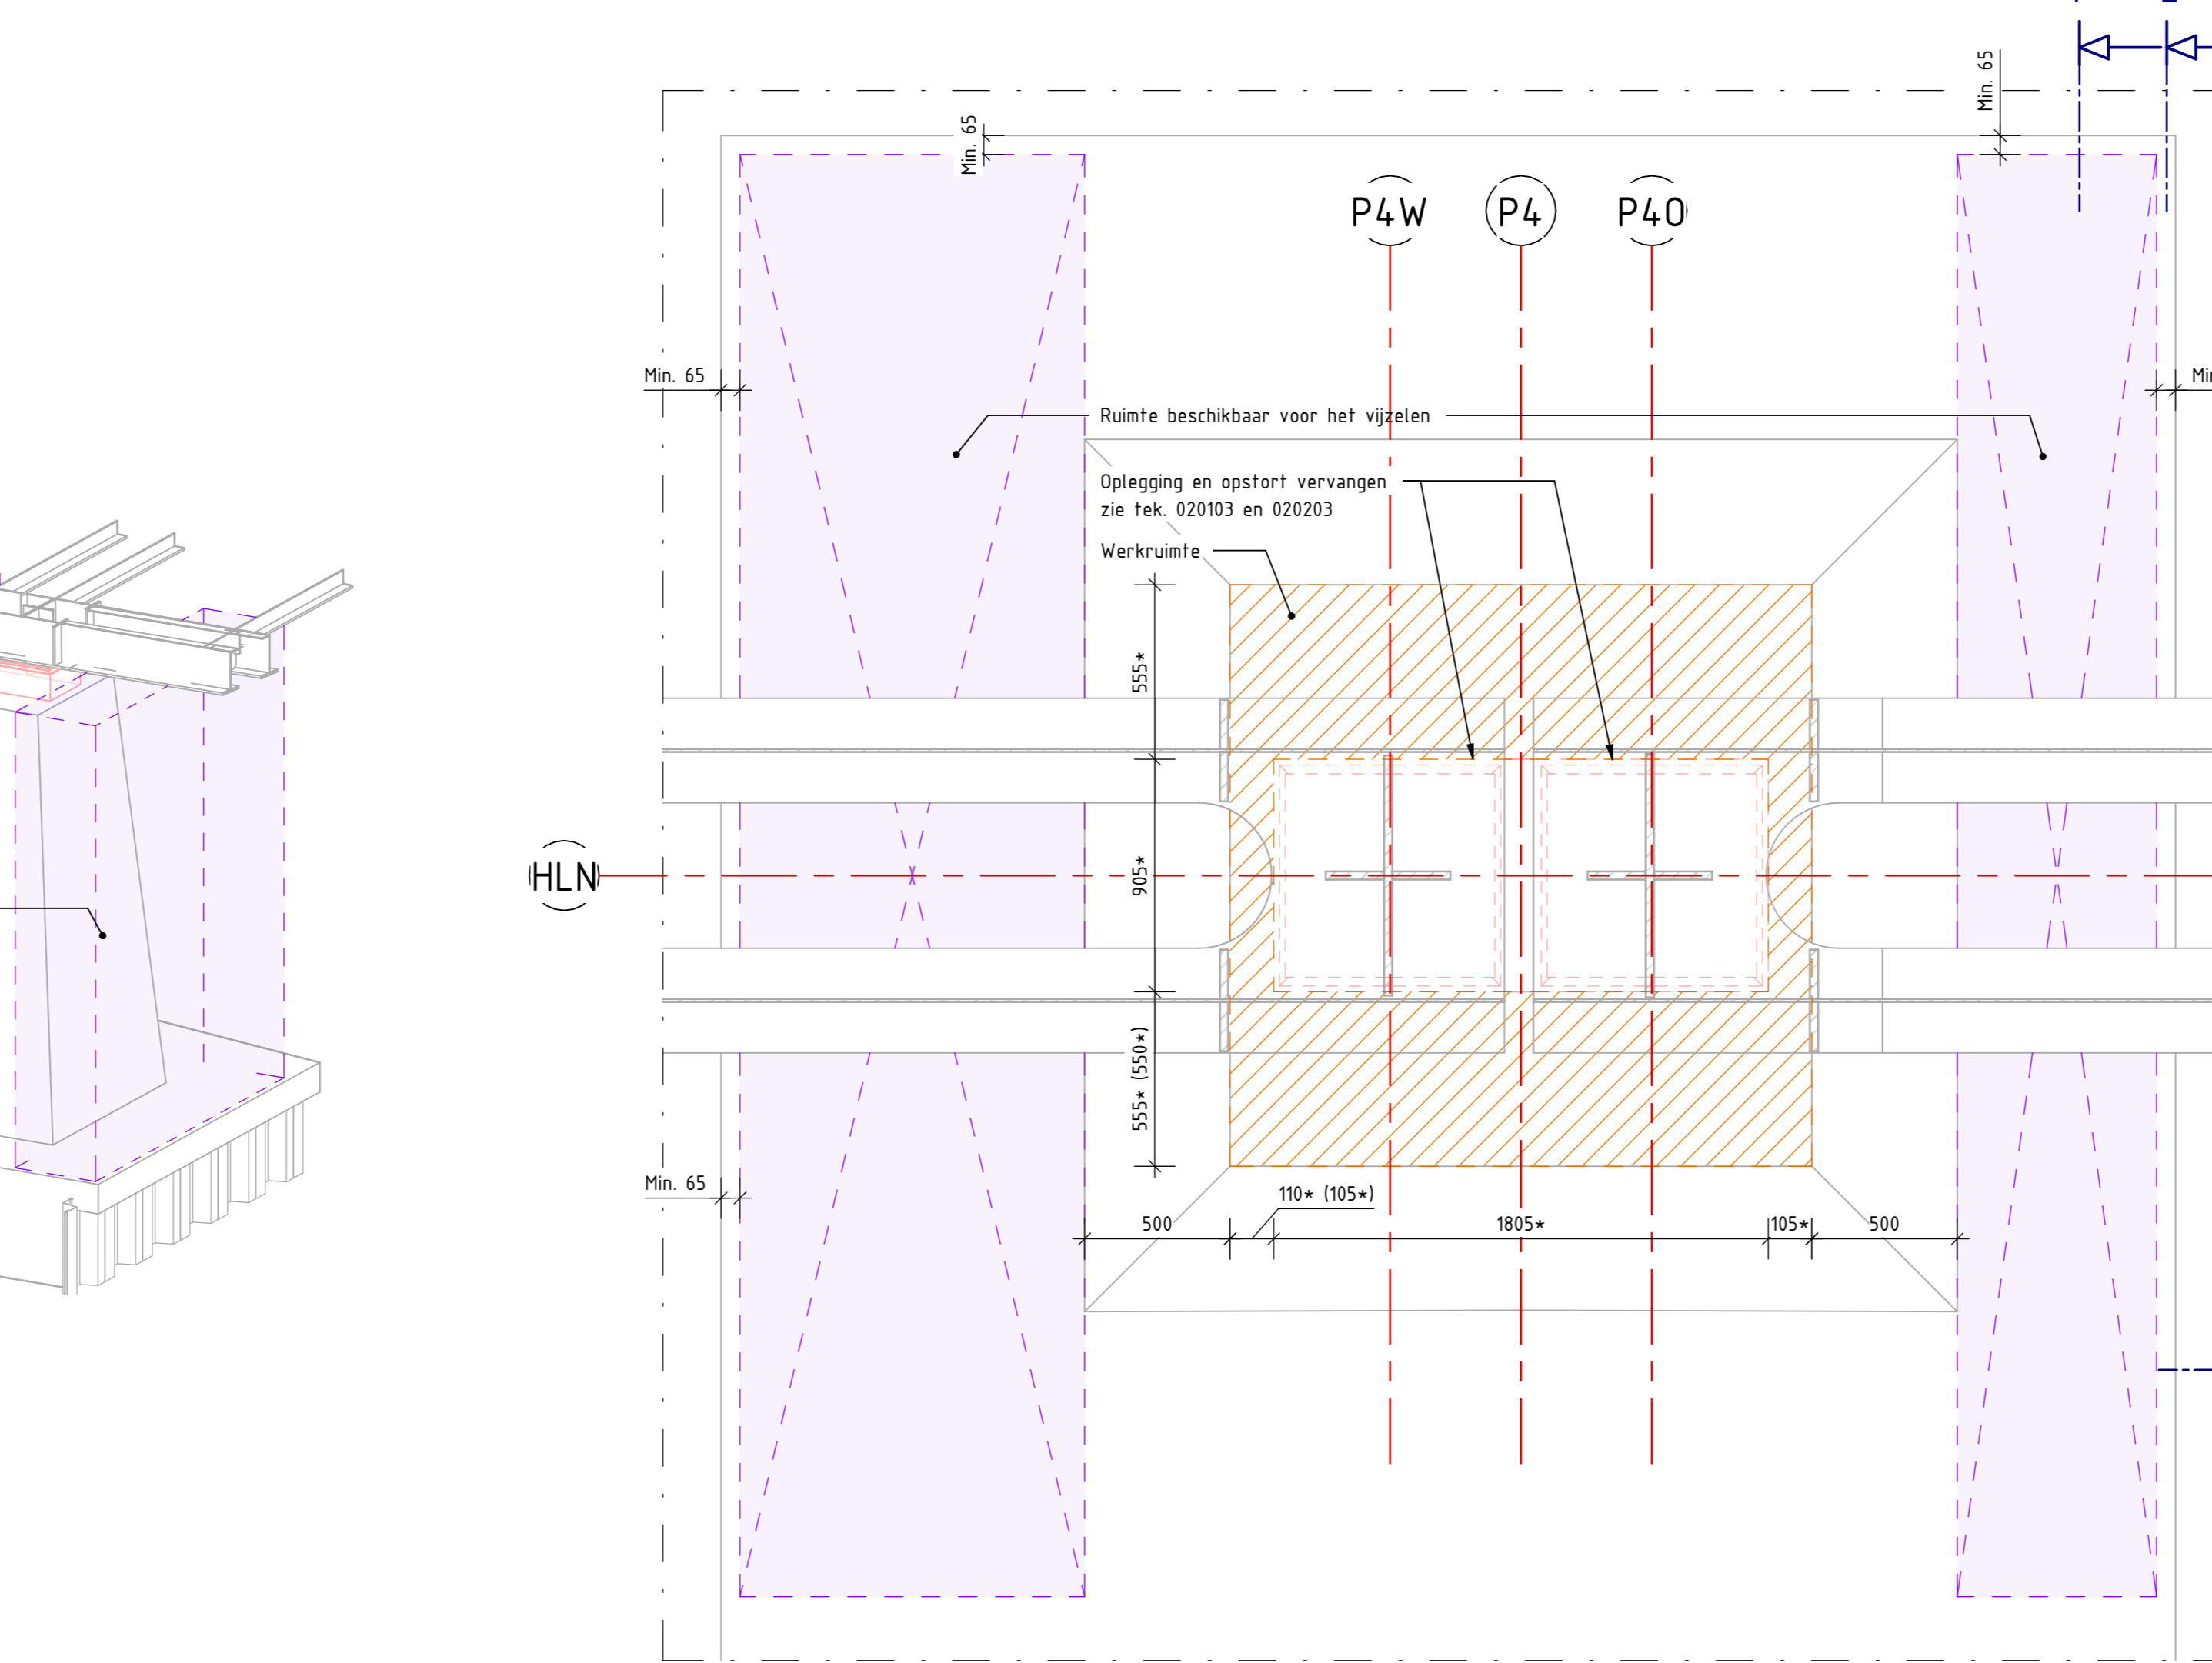 Min. 65
Min. 65
P4W
P4
P4O
Min. 65
Ruimte beschikbaar voor het vijzelen
Oplegging en opstort vervangen
zie tek. 020103 en 020203
Werkruimte
555*
905*
HLN
555* (550*)
Min. 65
110* (105*)
500
1805*
105*
500